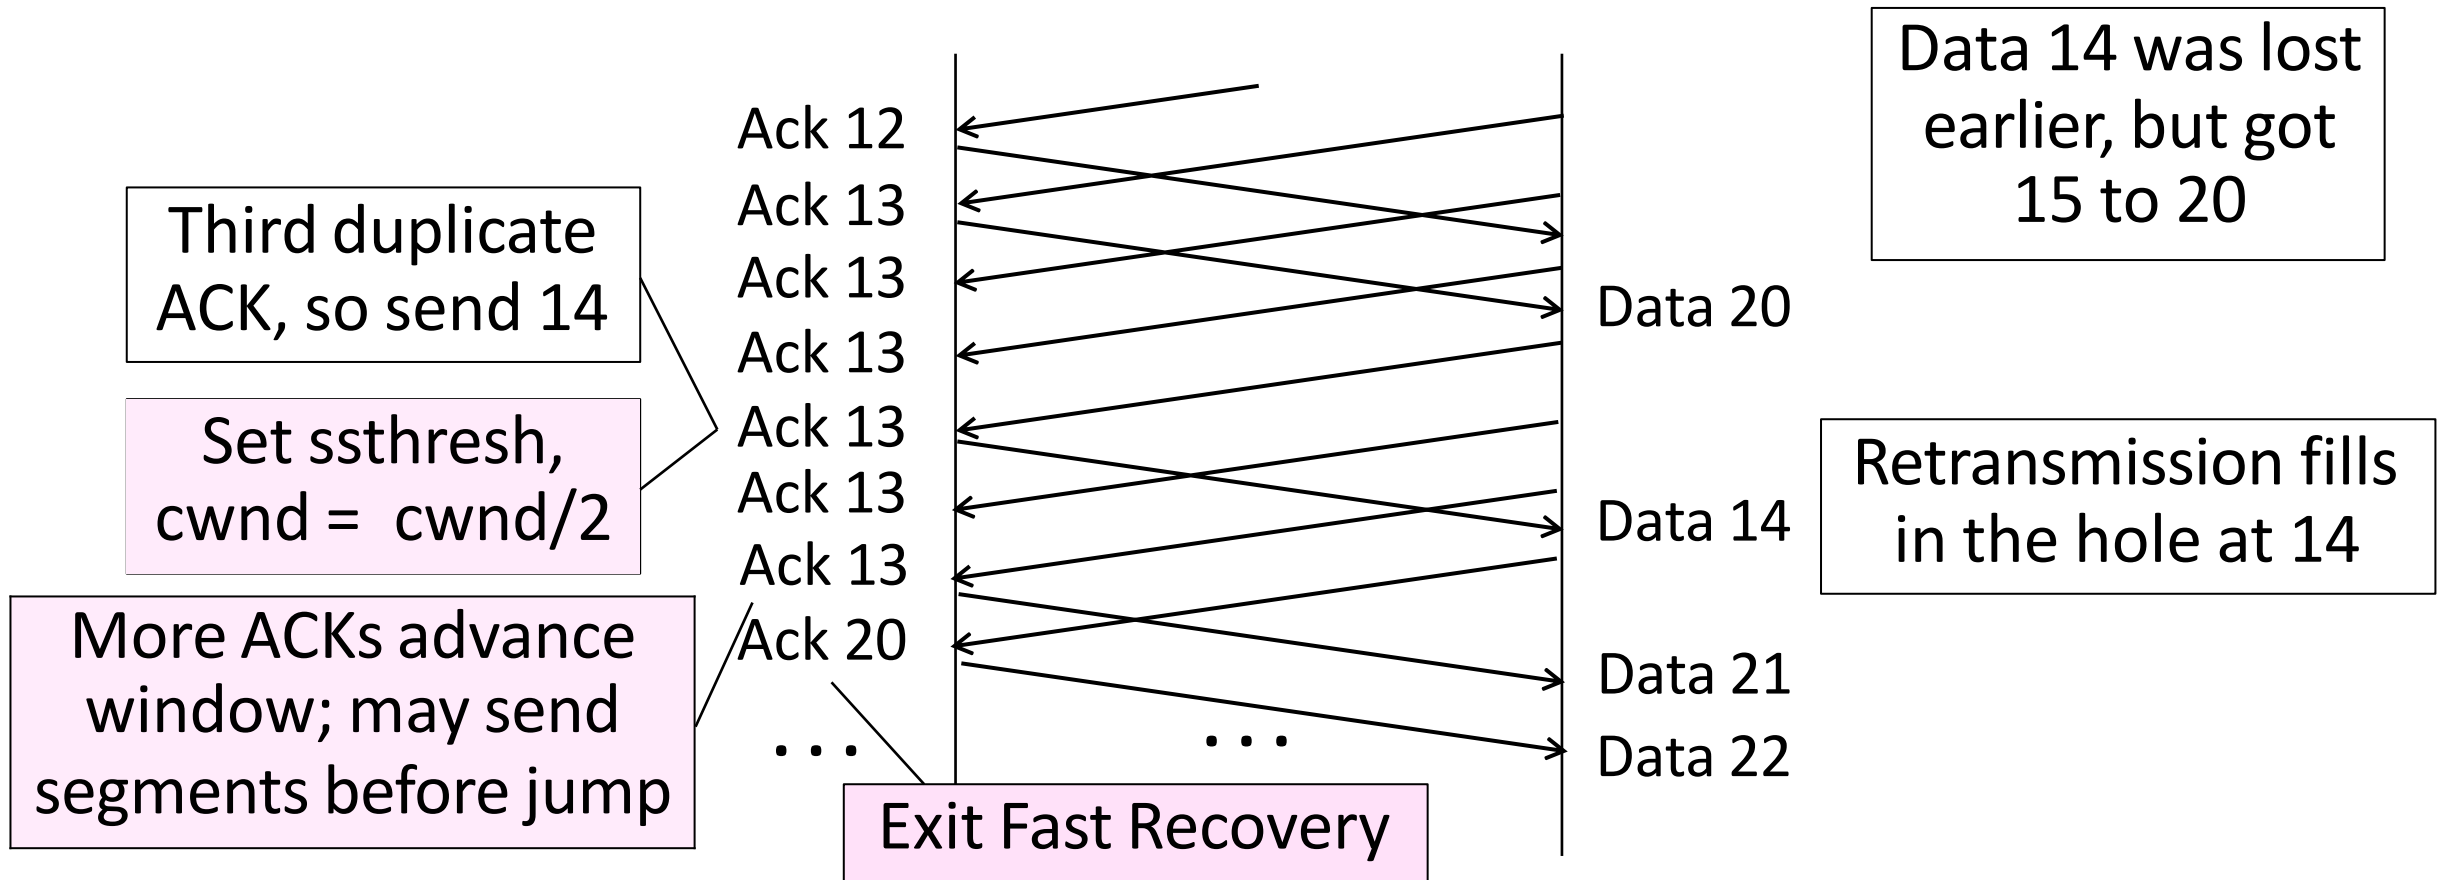 Data 14 was lost
earlier, but got
15 to 20
Third duplicate
ACK, so send 14
Set ssthresh,
cwnd = cwnd/2
More ACKs advance
window; may send
segments before jump
Ack 12
Ack 13
Ack 13
Ack 13
Ack 13
Ack 13
Ack 13
Ack 20
. . .
. . .
Exit Fast Recovery
Data 20
Data 14
Data 21
Data 22
Retransmission fills
in the hole at 14